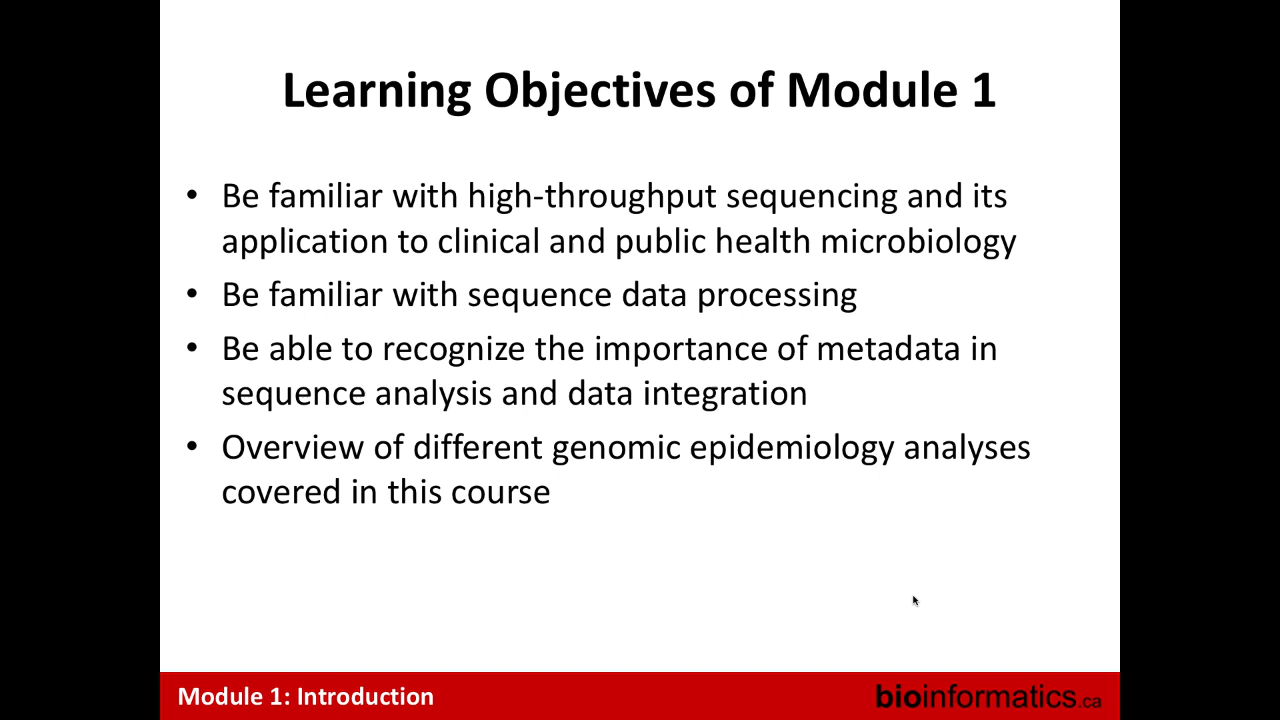 Learning Objectives of Module 1
• Be familiar with high-throughput sequencing and its
application to clinical and public health microbiology
• Be familiar with sequence data processing
• Be able to recognize the importance of metadata in
sequence analysis and data integration
• Overview of different genomic epidemiology analyses
covered in this course
Module 1: Introduction
bioinformatics.ca